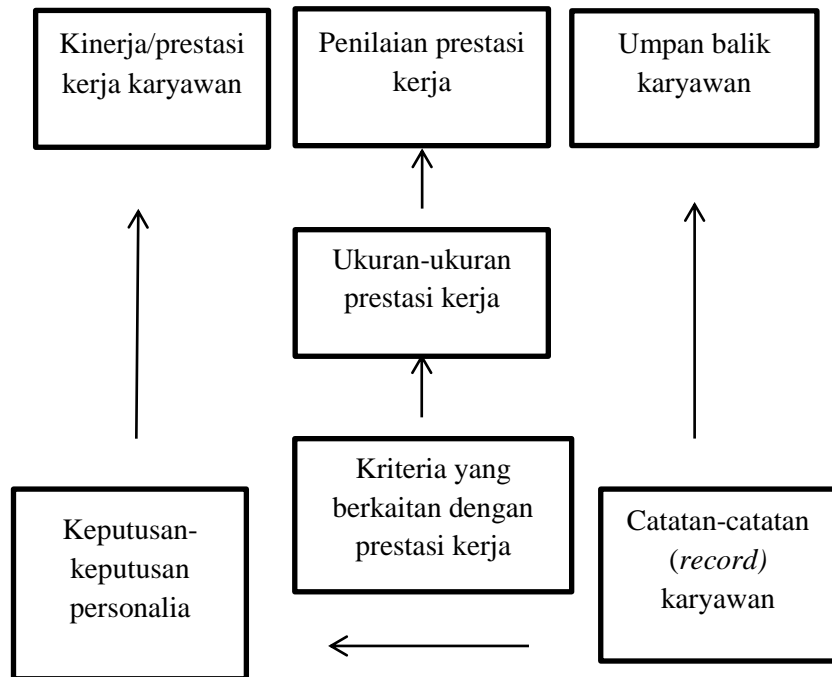 Kinerja/prestasi
kerja karyawan
Penilaian prestasi
kerja
Umpan balik
karyawan
Ukuran-ukuran
prestasi kerja
Keputusan-
keputusan
personalia
Kriteria yang
berkaitan dengan
prestasi kerja
Catatan-catatan
(record)
karyawan